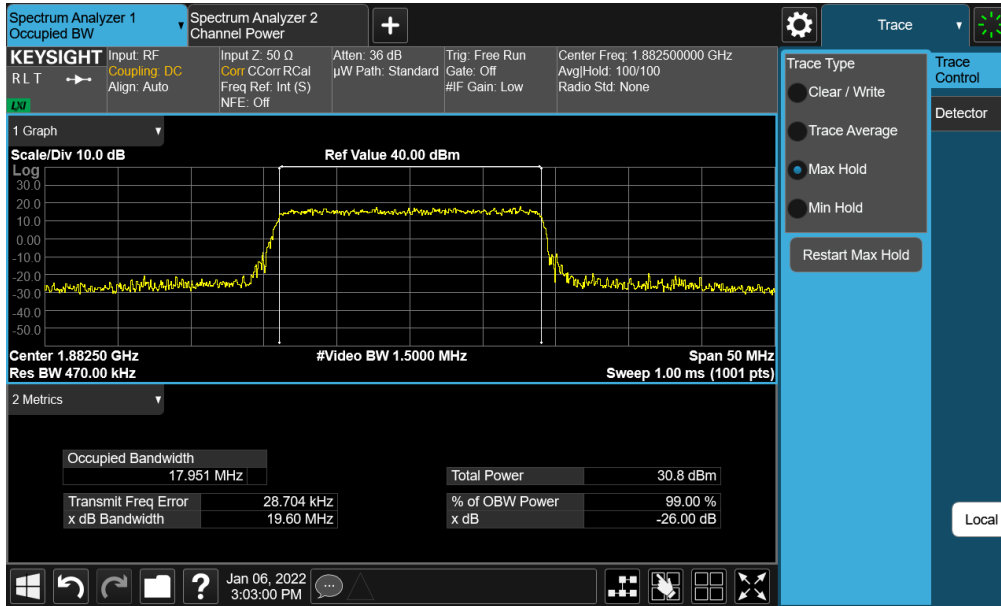 Spectrum Analyzer 1
Occupied BW
Spectrum Analyzer 2
Channel Power
Trace
KEYSIGHT
R L T
LXI
Input: RF
Coupling: DC
Align: Auto
Input Z: 50 Ω
Corr CCorr RCal
Freq Ref: Int (S)
NFE: Off
Atten: 36 dB
µW Path: Standard
Trig: Free Run
Gate: Off
#IF Gain: Low
Center Freq: 1.882500000 GHz
Avg|Hold: 100/100
Radio Std: None
1 Graph
Scale/Div 10.0 dB
Ref Value 40.00 dBm
Log
30.0
20.0
10.0
0.00
-10.0
-20.0
-30.0
-40.0
-50.0
Center 1.88250 GHz
#Video BW 1.5000 MHz
Span 50 MHz
Res BW 470.00 kHz
Sweep 1.00 ms (1001 pts)
2 Metrics
Occupied Bandwidth
17.951 MHz
Total Power 30.8 dBm
Transmit Freq Error 28.704 kHz
% of OBW Power 99.00 %
x dB Bandwidth 19.60 MHz
x dB -26.00 dB
Trace Type
Clear / Write
Trace Average
Max Hold
Min Hold
Restart Max Hold
Trace
Control
Detector
Local
?
Jan 06, 2022
3:03:00 PM